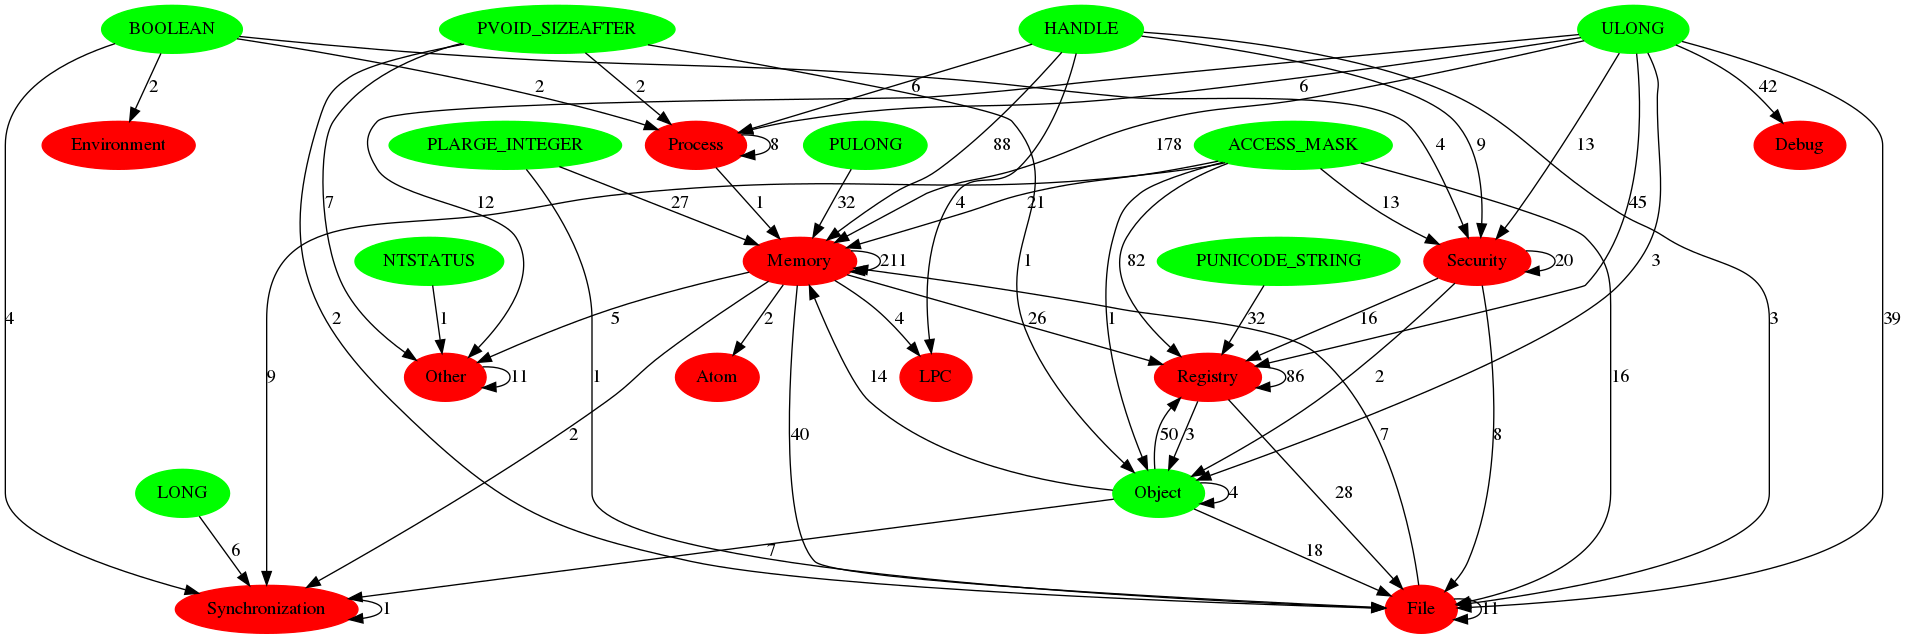 BOOLEAN PVOID_SIZEAFTER HANDLE ULONG
2 2 2 6 6 42
Environment PLARGE_INTEGER Process 8 PULONG ACCESS_MASK Debug
88 178 4 9 13
7 12 27 1 32 4 21 13 45
NTSTATUS Memory 211 1 82 PUNICODE_STRING Security 20 3
4 1 2 5 2 4 26 1 32 16 3 39
9 Other 11 1 Atom LPC 14 Registry 86 2 16
2 40 50 3 8 7
LONG Object 4 28
6 7 18
Synchronization 1 File 11